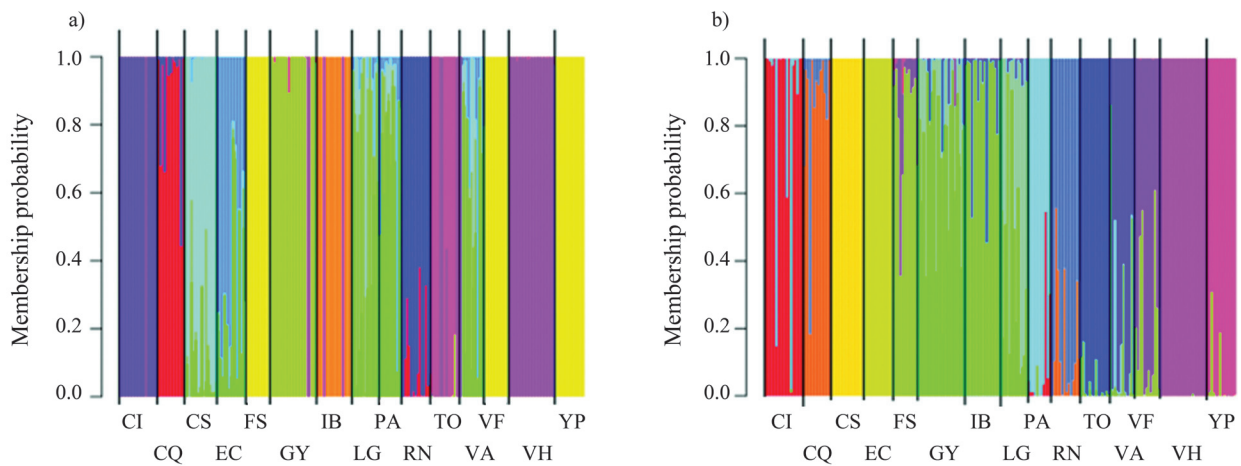 a)
Membership probability
1.0
0.8
0.6
0.4
0.2
0.0
CI CS FS IB PA TO VF YP
CQ EC GY LG RN VA VH
b)
Membership probability
1.0
0.8
0.6
0.4
0.2
0.0
CI CS FS IB PA TO VF YP
CQ EC GY LG RN VA VH